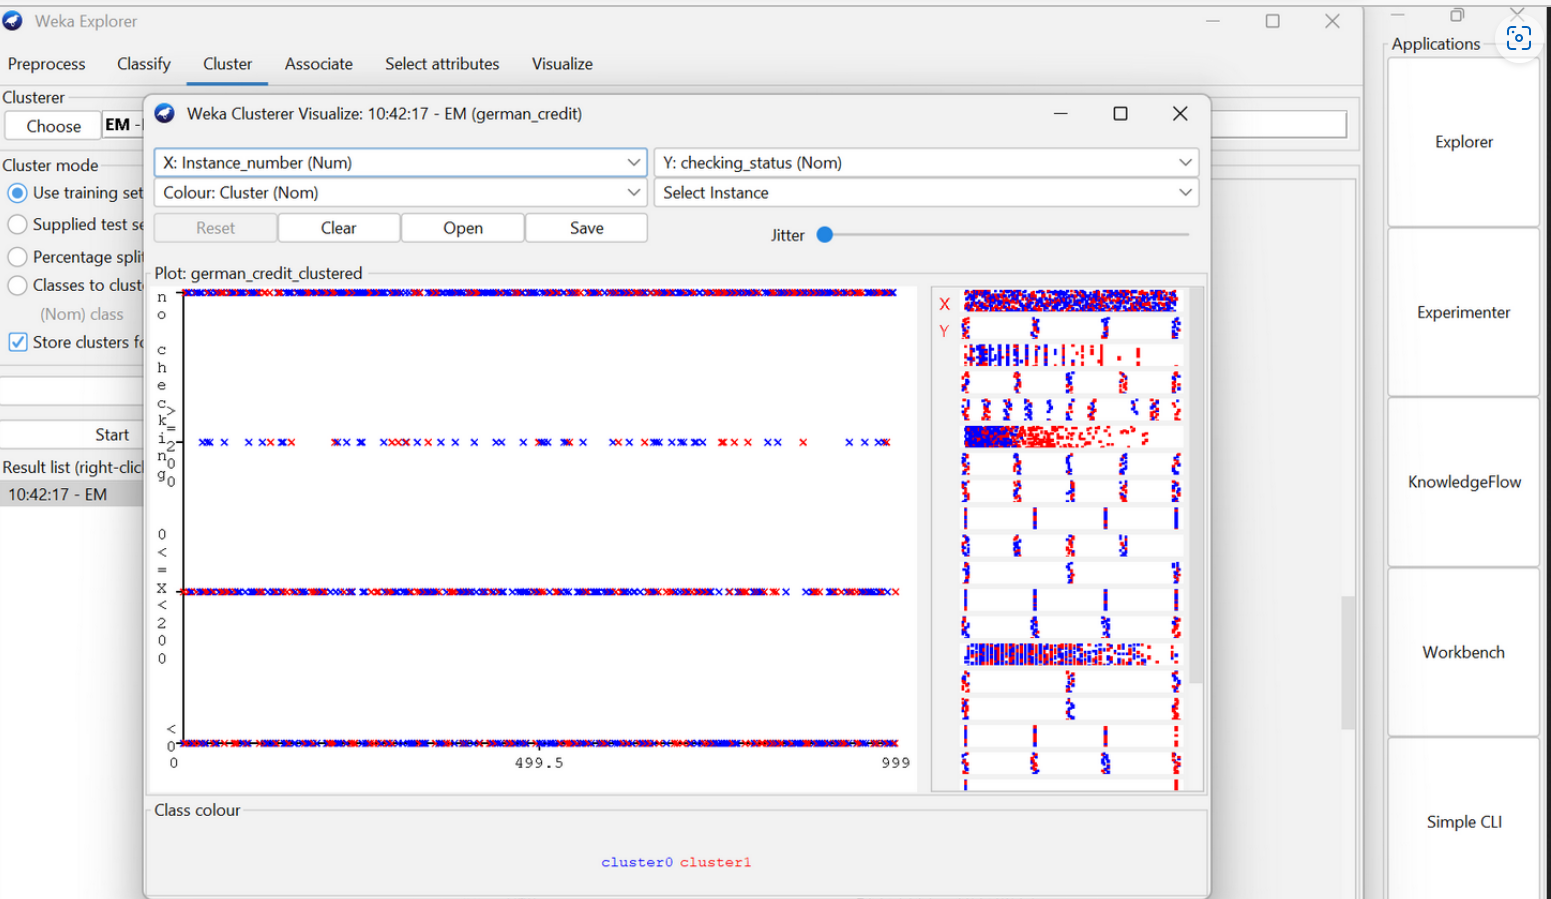 Weka Explorer
Preprocess Classify Cluster Associate Select attributes Visualize
Clusterer
Choose EM -
Cluster mode
Use training set
Supplied test se
Percentage split
Classes to clust
(Nom) class
Store clusters fo
Start
Result list (right-clic
10:42:17 - EM
Weka Clusterer Visualize: 10:42:17 - EM (german_credit)
X: Instance_number (Num) Y: checking_status (Nom)
Colour: Cluster (Nom) Select Instance
Reset Clear Open Save Jitter
Plot: german_credit_clustered
no checking
>=200
0<=X<200
<0
0 499.5 999
X
Y
Class colour
cluster0 cluster1
Applications
Explorer
Experimenter
KnowledgeFlow
Workbench
Simple CLI